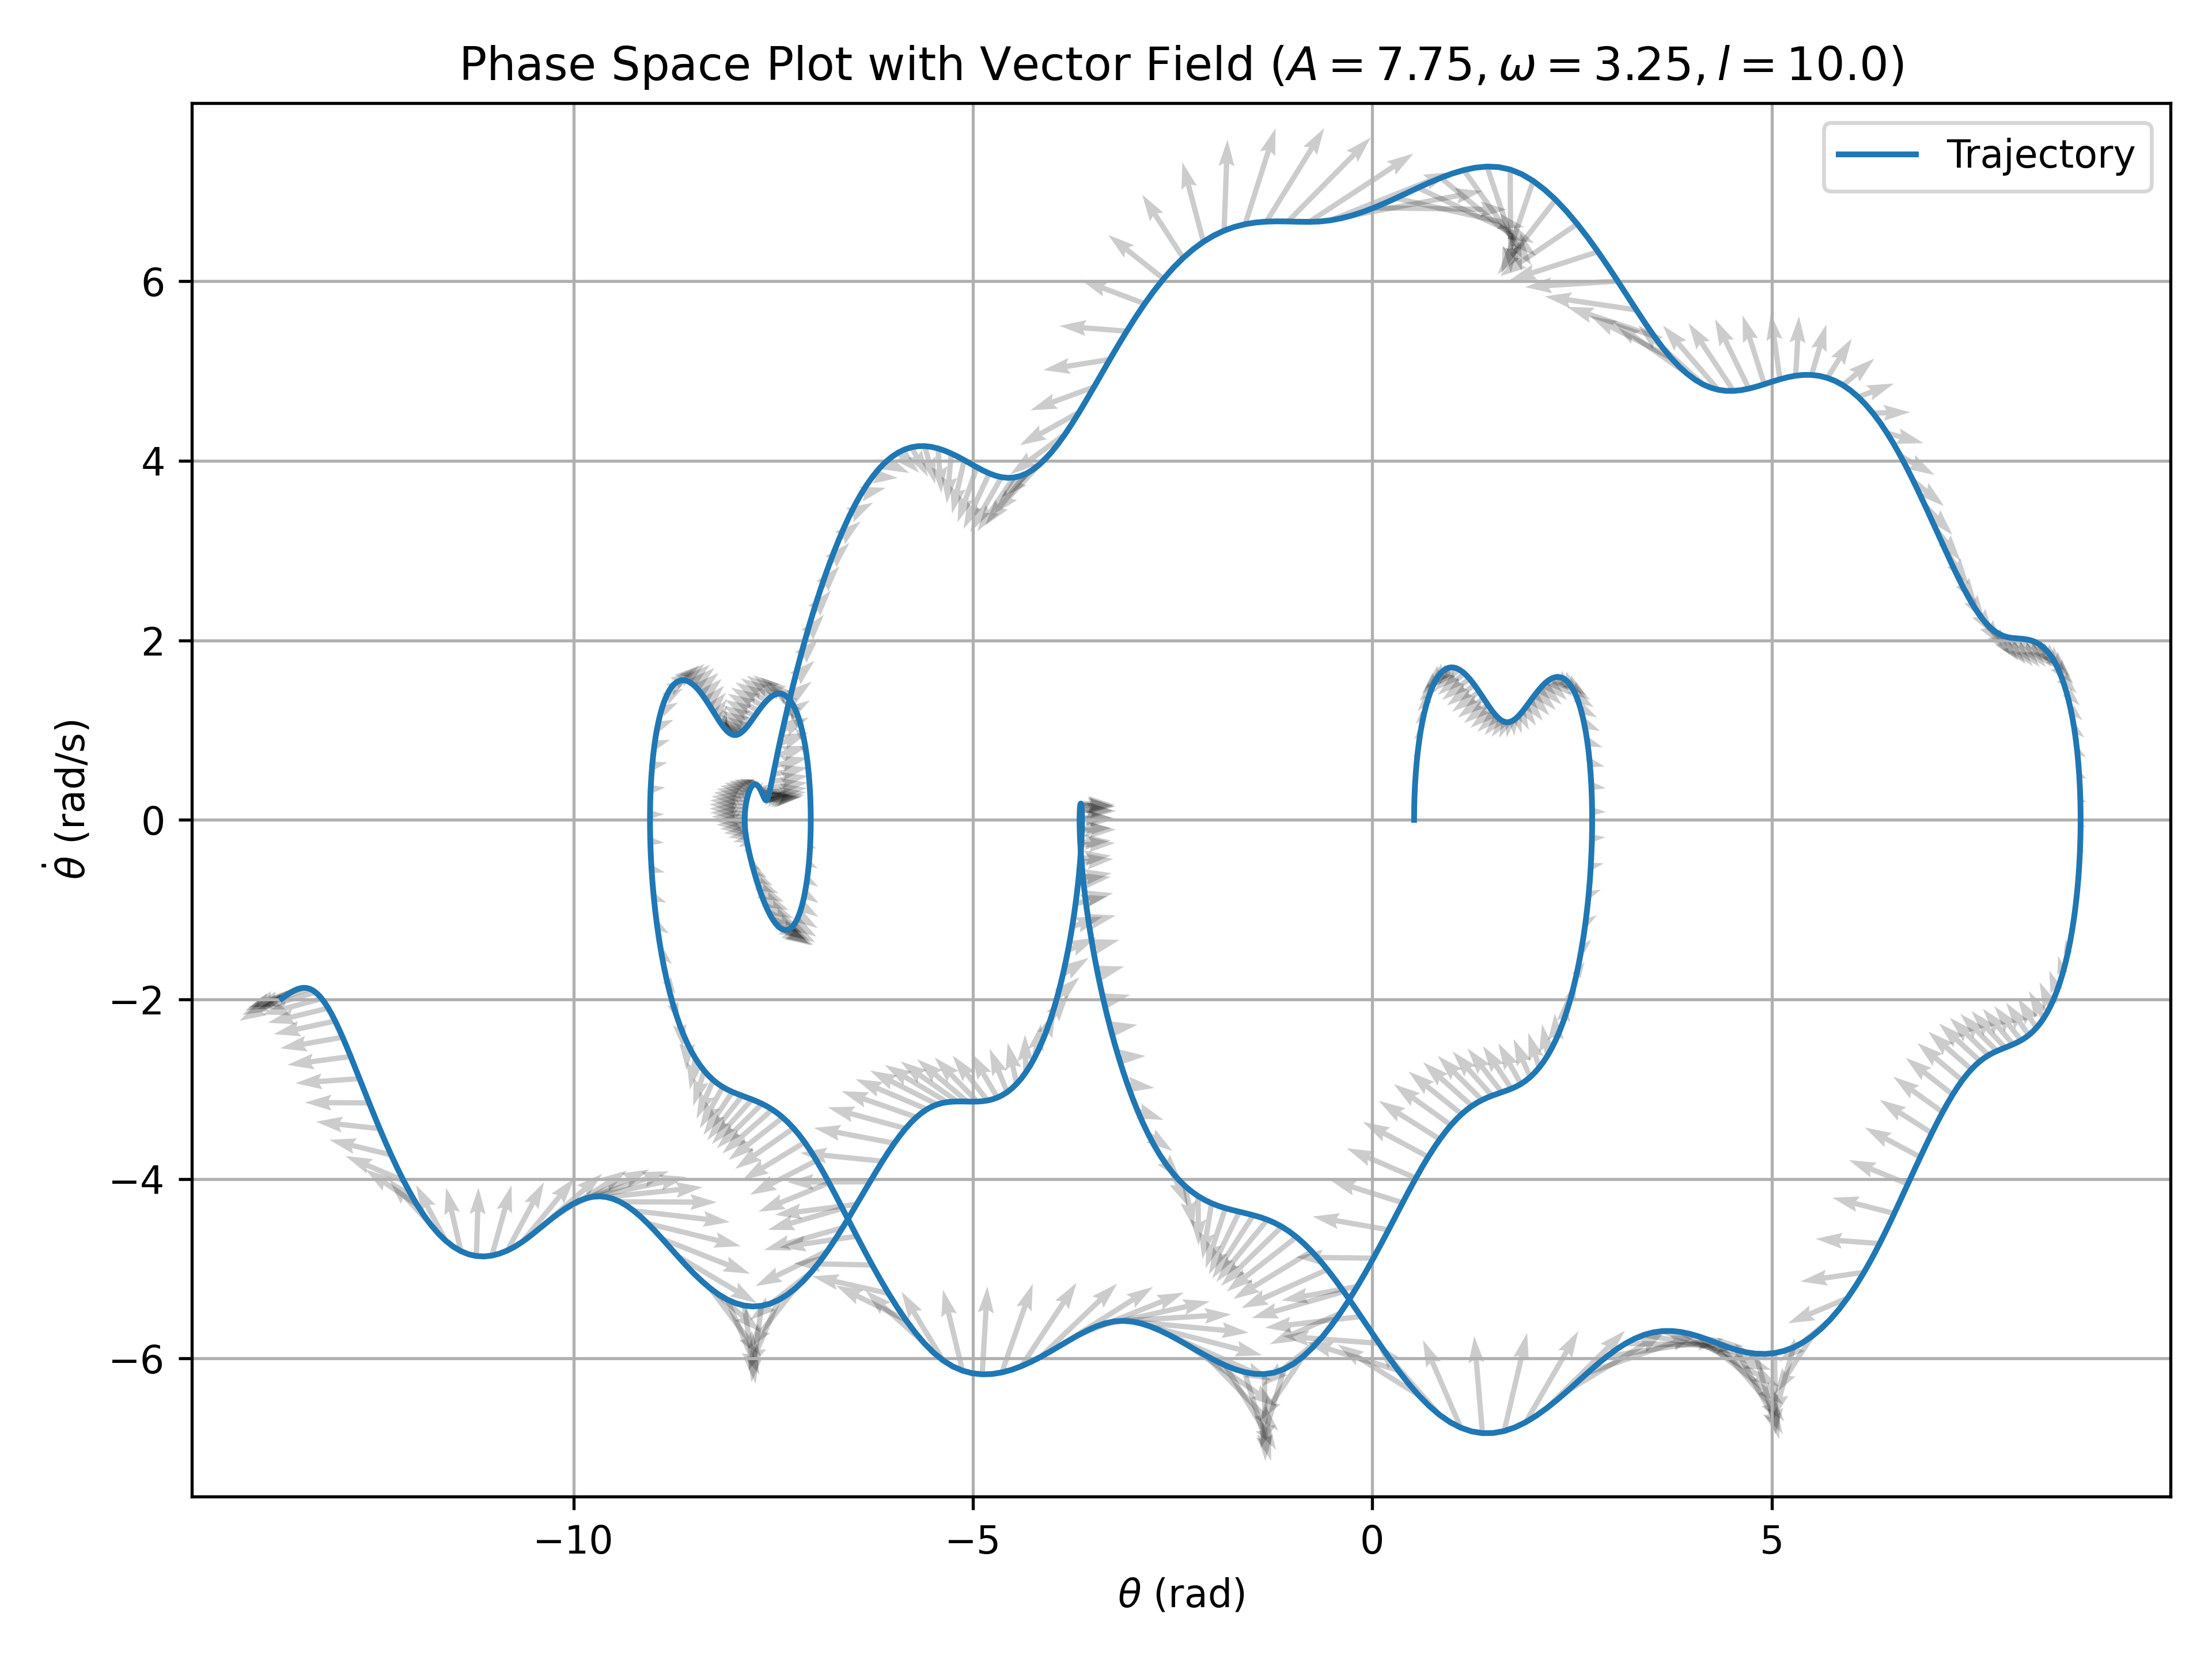 Phase Space Plot with Vector Field (A = 7.75, ω = 3.25, l = 10.0)
Trajectory
6
4
2
0
−2
−4
−6
θ̇ (rad/s)
−10 −5 0 5
θ (rad)